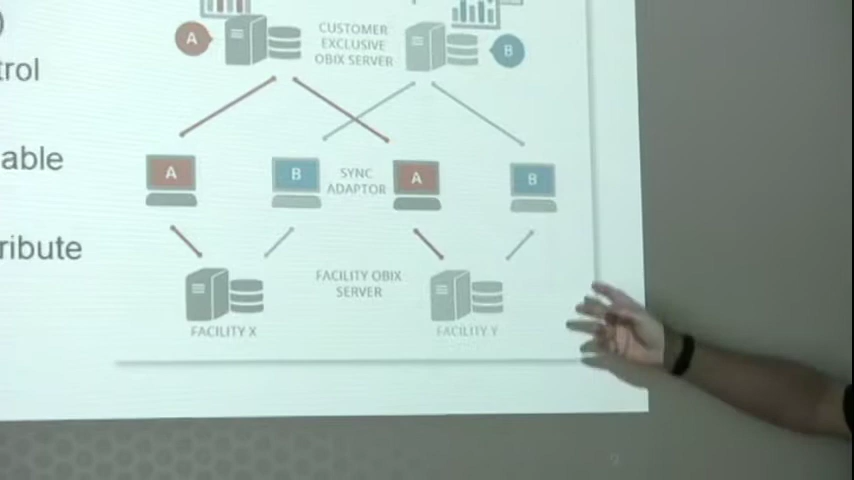 )
trol
able
ribute
CUSTOMER
EXCLUSIVE
OBIX SERVER
A
B
A
B
SYNC
ADAPTOR
A
B
FACILITY OBIX
SERVER
FACILITY X
FACILITY Y